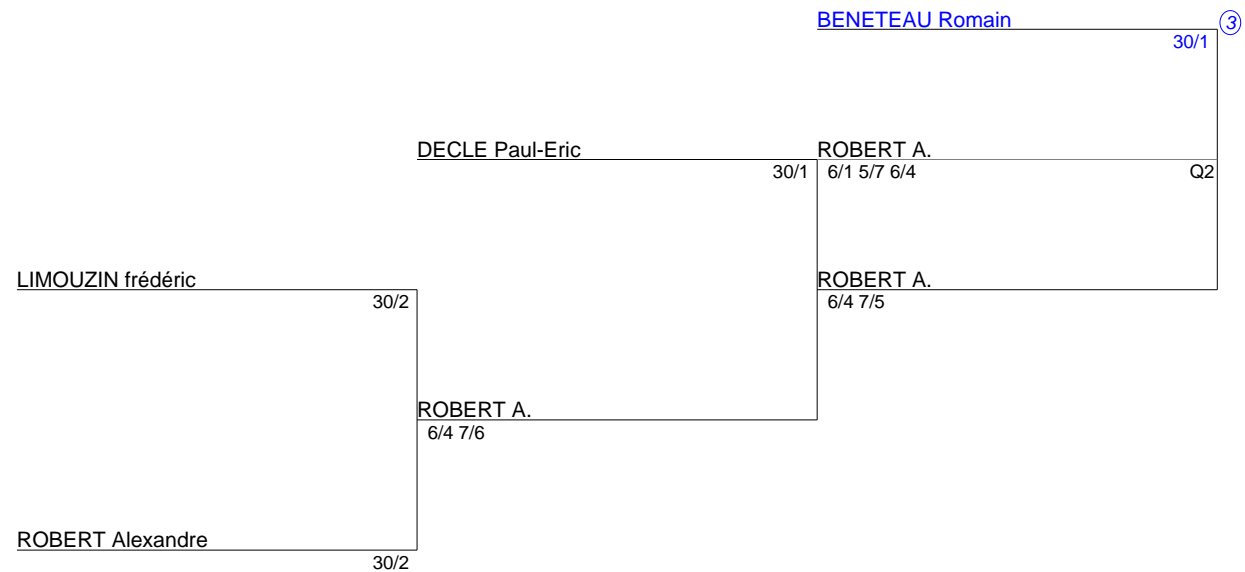 BENETEAU Romain
3
30/1
DECLE Paul-Eric
ROBERT A.
30/1
6/1 5/7 6/4
Q2
LIMOUZIN frédéric
ROBERT A.
30/2
6/4 7/5
ROBERT A.
6/4 7/6
ROBERT Alexandre
30/2